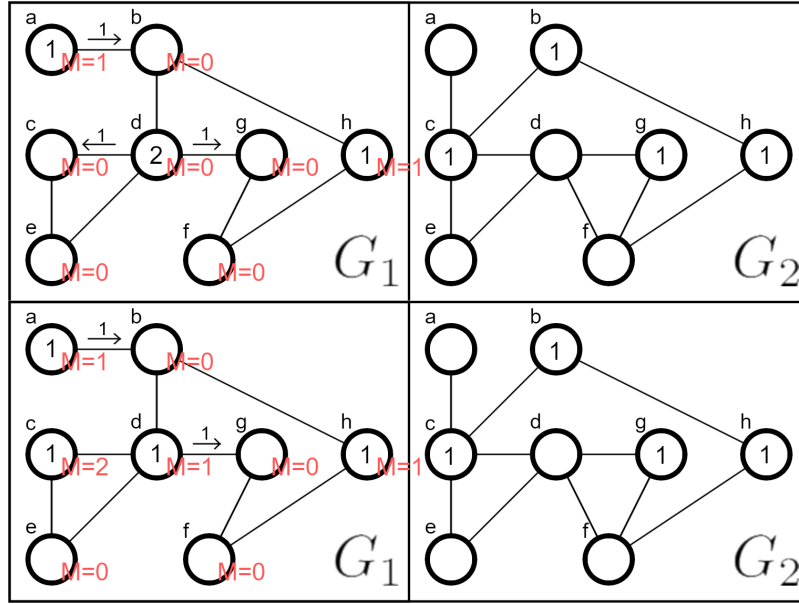 a 1 b a b
1 M=1 M=0 1
c 1 d 1 g h c d g h
M=0 2 M=0 M=0 1 M=1 1 1 1
e f e f
M=0 M=0 G₁ G₂
a 1 b a b
1 M=1 M=0 1
c d 1 g h c d g h
1 M=2 1 M=1 M=0 1 M=1 1 1 1
e f e f
M=0 M=0 G₁ G₂